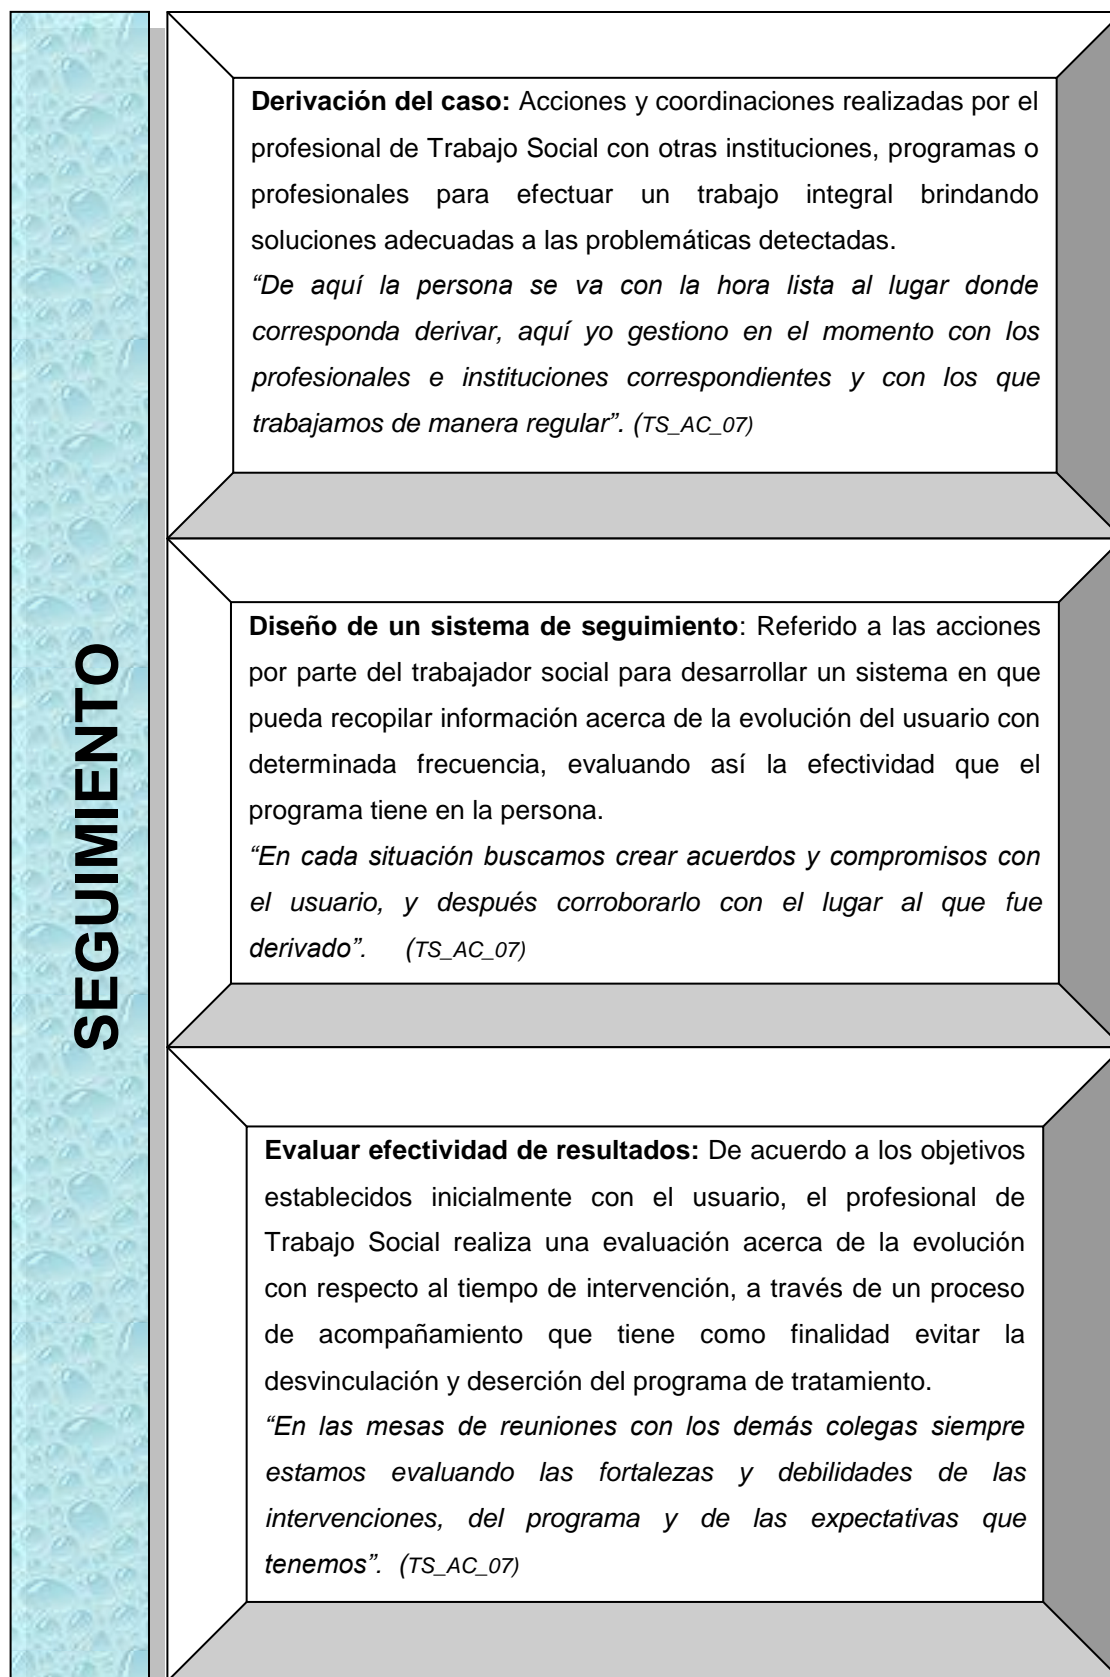 SEGUIMIENTO
Derivación del caso: Acciones y coordinaciones realizadas por el
profesional de Trabajo Social con otras instituciones, programas o
profesionales para efectuar un trabajo integral brindando
soluciones adecuadas a las problemáticas detectadas.
“De aquí la persona se va con la hora lista al lugar donde
corresponda derivar, aquí yo gestiono en el momento con los
profesionales e instituciones correspondientes y con los que
trabajamos de manera regular”. (TS_AC_07)
Diseño de un sistema de seguimiento: Referido a las acciones
por parte del trabajador social para desarrollar un sistema en que
pueda recopilar información acerca de la evolución del usuario con
determinada frecuencia, evaluando así la efectividad que el
programa tiene en la persona.
“En cada situación buscamos crear acuerdos y compromisos con
el usuario, y después corroborarlo con el lugar al que fue
derivado”. (TS_AC_07)
Evaluar efectividad de resultados: De acuerdo a los objetivos
establecidos inicialmente con el usuario, el profesional de
Trabajo Social realiza una evaluación acerca de la evolución
con respecto al tiempo de intervención, a través de un proceso
de acompañamiento que tiene como finalidad evitar la
desvinculación y deserción del programa de tratamiento.
“En las mesas de reuniones con los demás colegas siempre
estamos evaluando las fortalezas y debilidades de las
intervenciones, del programa y de las expectativas que
tenemos”. (TS_AC_07)